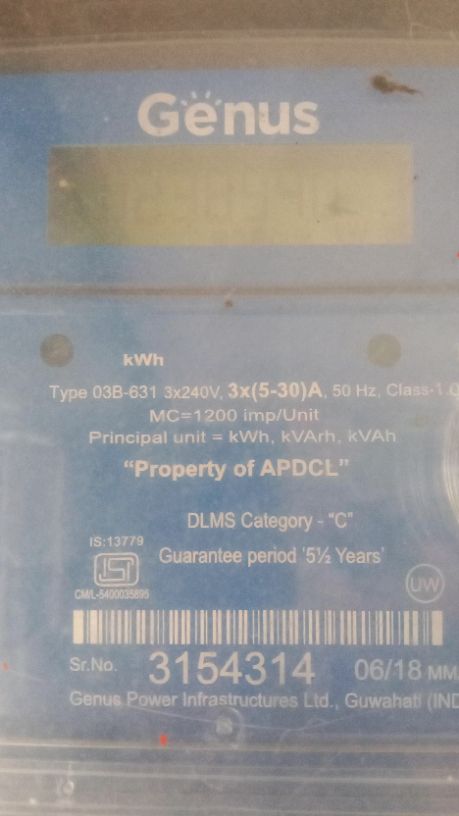 Genus
kWh
Type 03B-631 3x240V, 3x(5-30)A, 50 Hz, Class-1.0
MC=1200 imp/Unit
Principal unit = kWh, kVArh, kVAh
“Property of APDCL”
DLMS Category - “C”
IS:13779
Guarantee period '5½ Years'
ISI
CM/L-5400035895
UW
Sr.No. 3154314 06/18 MM
Genus Power Infrastructures Ltd., Guwahati (IND